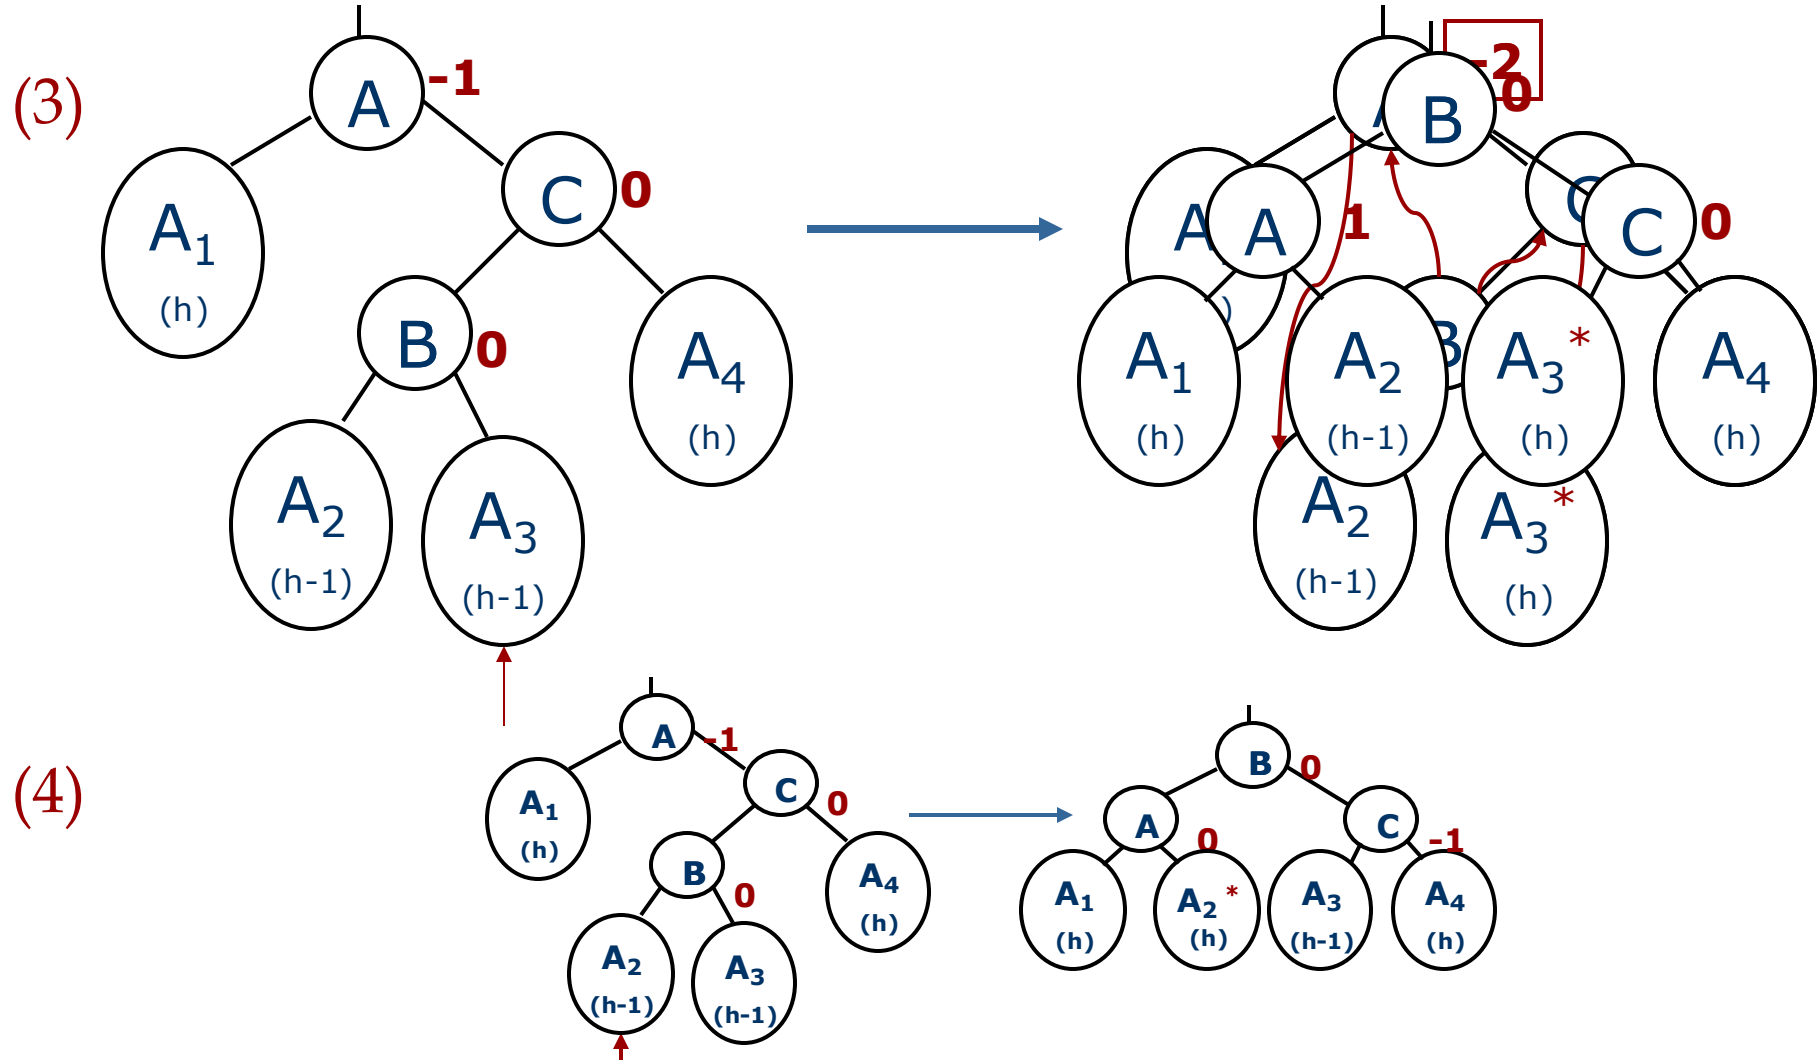 (3)
A -1
C 0
A1
(h)
B 0
A4
(h)
A2
(h-1)
A3
(h-1)
-2
B 0
A 1
C
C 0
A
A1
(h)
A2
(h-1)
B
A3 *
(h)
A4
(h)
A2
(h-1)
A3 *
(h)
(4)
A -1
C 0
A1
(h)
B 0
A4
(h)
A2
(h-1)
A3
(h-1)
B 0
A 0
C -1
A1
(h)
A2 *
(h)
A3
(h-1)
A4
(h)